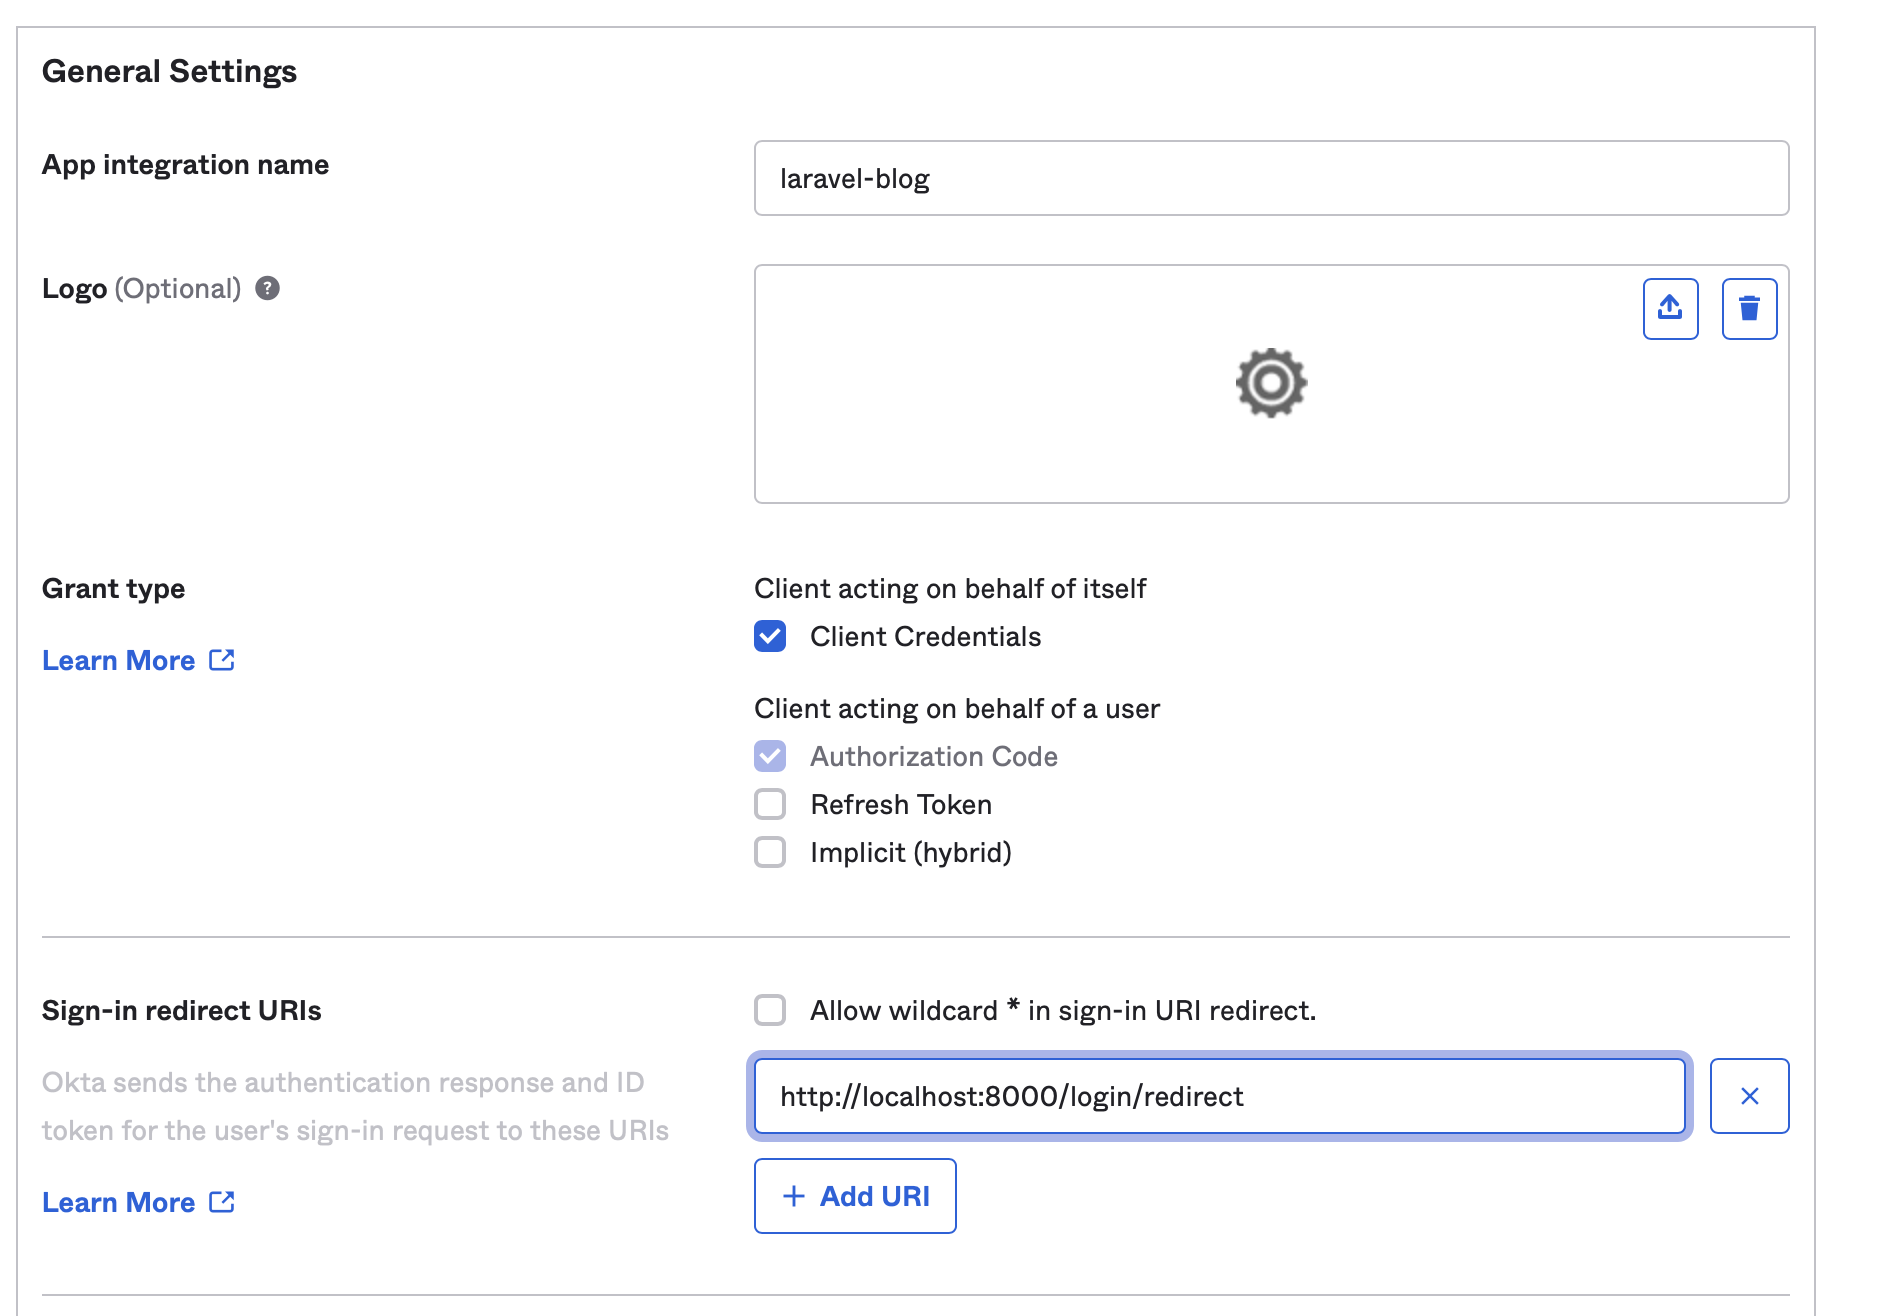 General Settings
App integration name
laravel-blog
Logo (Optional) ?
Grant type
Learn More
Client acting on behalf of itself
Client Credentials
Client acting on behalf of a user
Authorization Code
Refresh Token
Implicit (hybrid)
Sign-in redirect URIs
Okta sends the authentication response and ID
token for the user's sign-in request to these URIs
Learn More
Allow wildcard * in sign-in URI redirect.
http://localhost:8000/login/redirect
+ Add URI